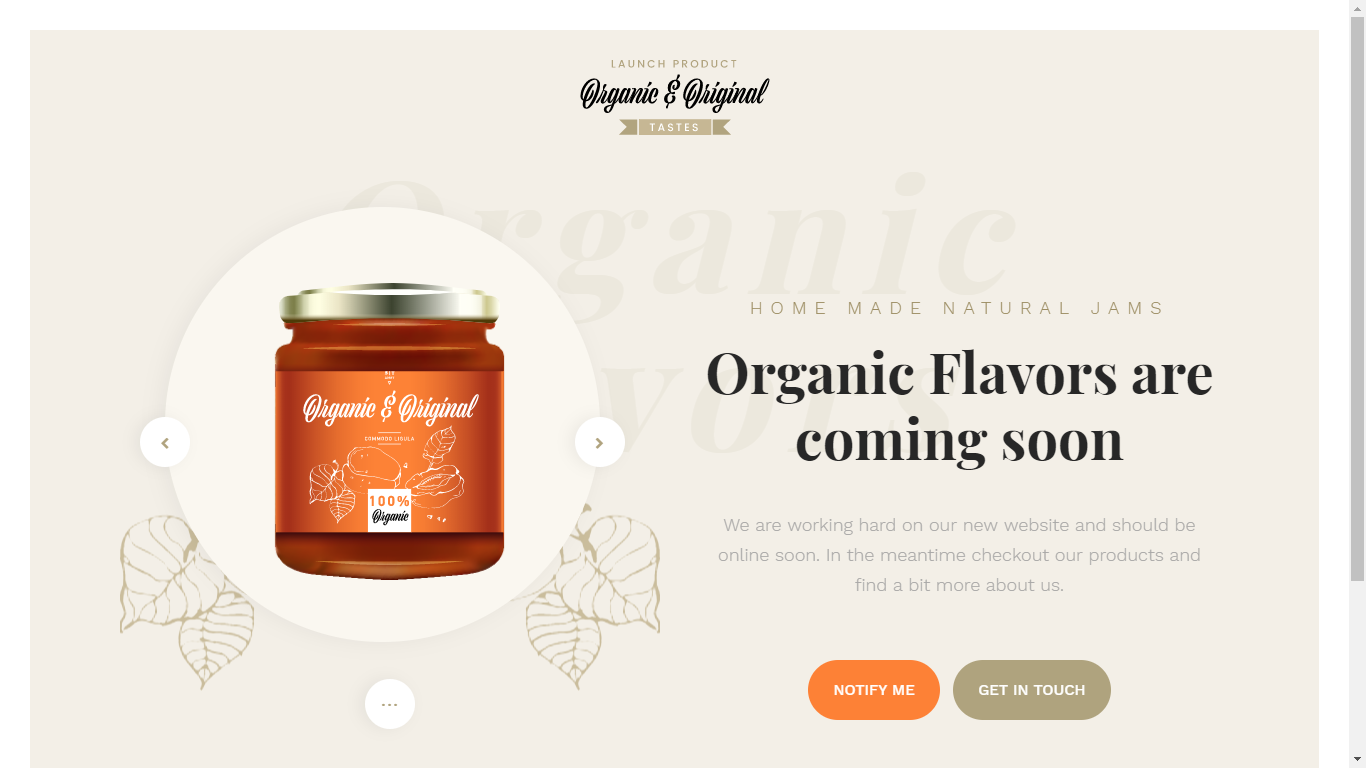 LAUNCH PRODUCT
Organic & Original
TASTES
Organic
HOME MADE NATURAL JAMS
Organic Flavors are
coming soon
Organic & Original
COMMODO LIGULA
100%
Organic
We are working hard on our new website and should be
online soon. In the meantime checkout our products and
find a bit more about us.
NOTIFY ME
GET IN TOUCH